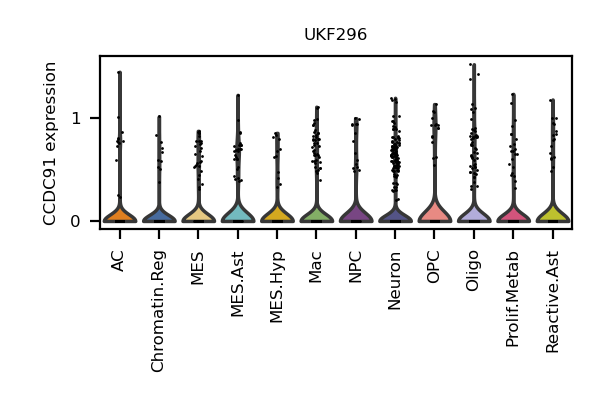 UKF296
CCDC91 expression
1
0
AC
Chromatin.Reg
MES
MES.Ast
MES.Hyp
Mac
NPC
Neuron
OPC
Oligo
Prolif.Metab
Reactive.Ast